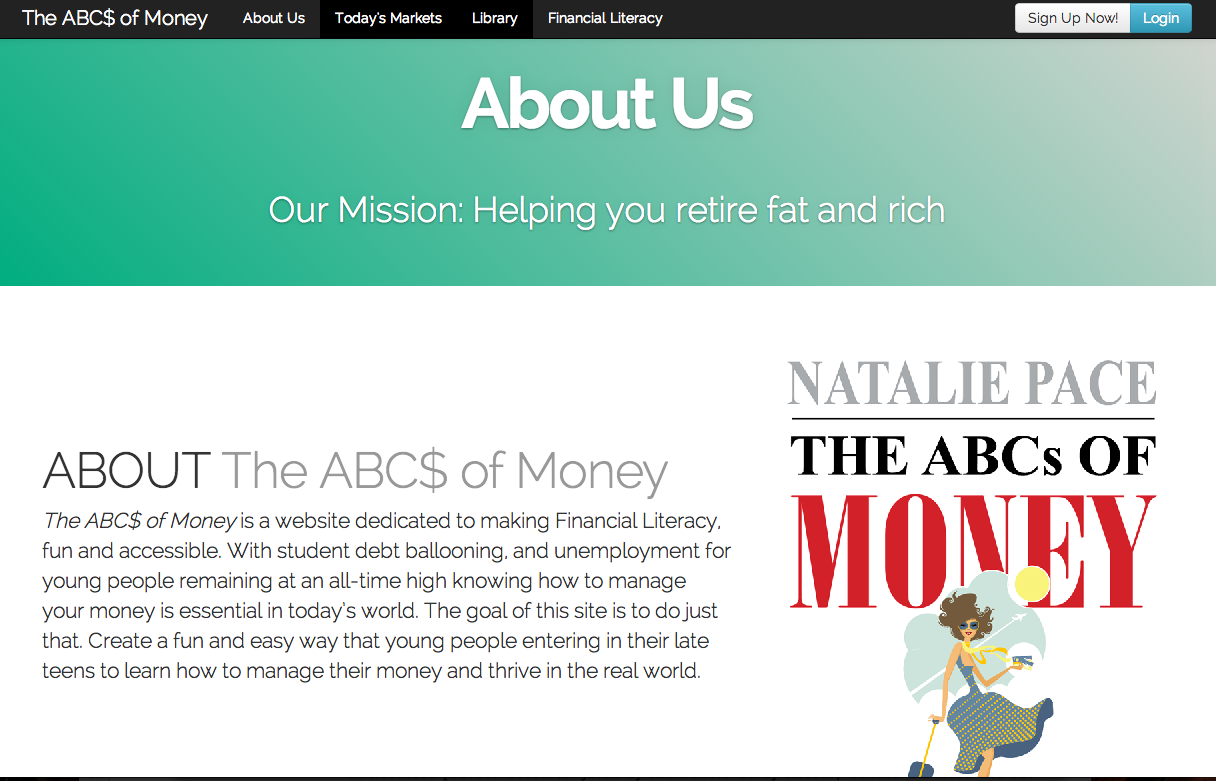 The ABC$ of Money About Us Today's Markets Library Financial Literacy Sign Up Now! Login
About Us
Our Mission: Helping you retire fat and rich
NATALIE PACE
THE ABCs OF
MONEY
ABOUT The ABC$ of Money
The ABC$ of Money is a website dedicated to making Financial Literacy,
fun and accessible. With student debt ballooning, and unemployment for
young people remaining at an all-time high knowing how to manage
your money is essential in today's world. The goal of this site is to do just
that. Create a fun and easy way that young people entering in their late
teens to learn how to manage their money and thrive in the real world.